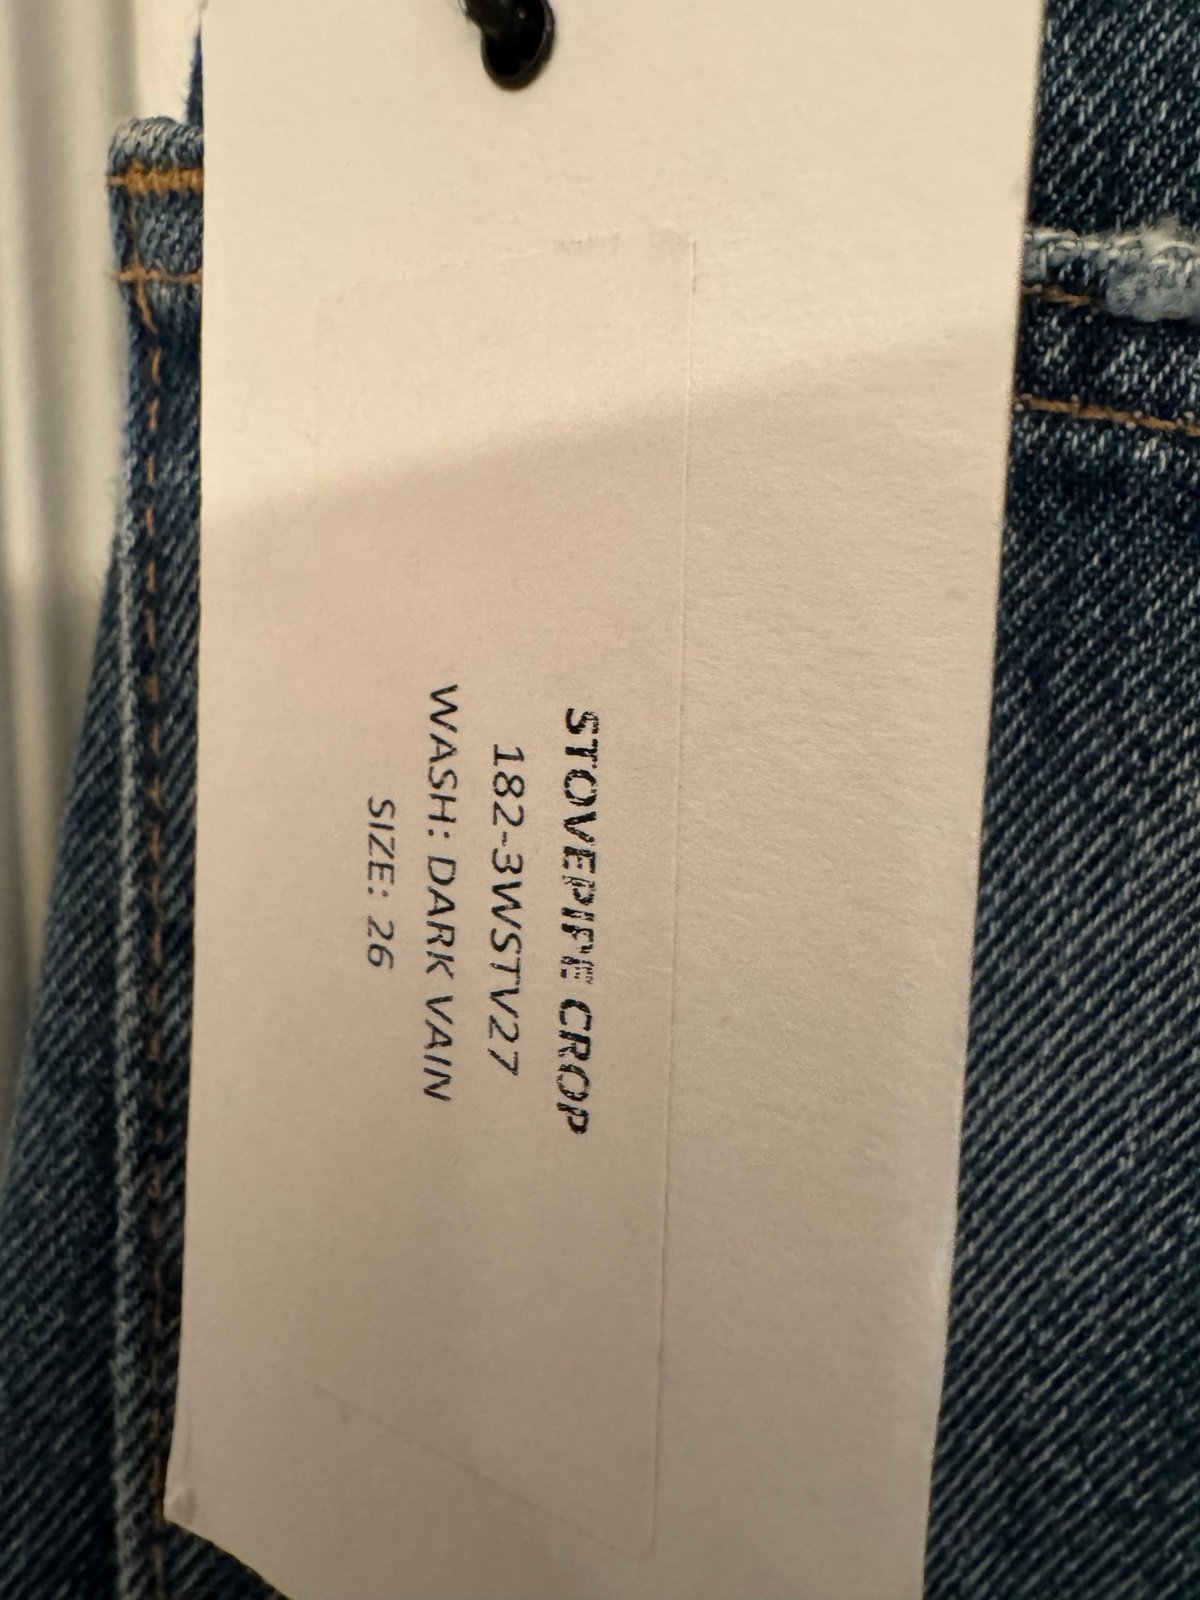 STOVEPIPE CROP
182-3WSTV27
WASH: DARK VAIN
SIZE: 26